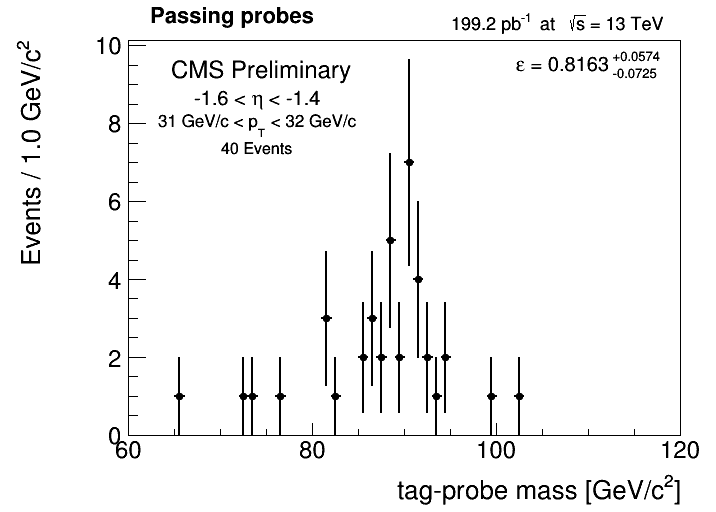 Passing probes
199.2 pb⁻¹ at √s = 13 TeV
CMS Preliminary
-1.6 < η < -1.4
31 GeV/c < p_T < 32 GeV/c
40 Events
ε = 0.8163 +0.0574 -0.0725
Events / 1.0 GeV/c²
10
8
6
4
2
0
60 80 100 120
tag-probe mass [GeV/c²]